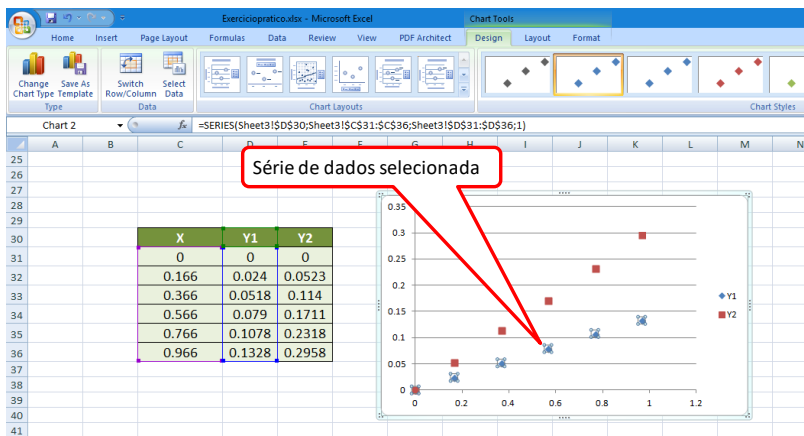 Exerciciopratico.xlsx - Microsoft Excel
Chart Tools
Home Insert Page Layout Formulas Data Review View PDF Architect Design Layout Format
Change Chart Type
Save As Template
Switch Row/Column
Select Data
Type Data Chart Layouts Chart Styles
Chart 2 fx =SERIES(Sheet3!$D$30;Sheet3!$C$31:$C$36;Sheet3!$D$31:$D$36;1)
A B C D E F G H I J K L M N
Série de dados selecionada
25
26
27
28
29
30 X Y1 Y2
31 0 0 0
32 0.166 0.024 0.0523
33 0.366 0.0518 0.114
34 0.566 0.079 0.1711
35 0.766 0.1078 0.2318
36 0.966 0.1328 0.2958
37
38
39
40
41
0.35
0.3
0.25
0.2
0.15
0.1
0.05
0
0 0.2 0.4 0.6 0.8 1 1.2
Y1
Y2